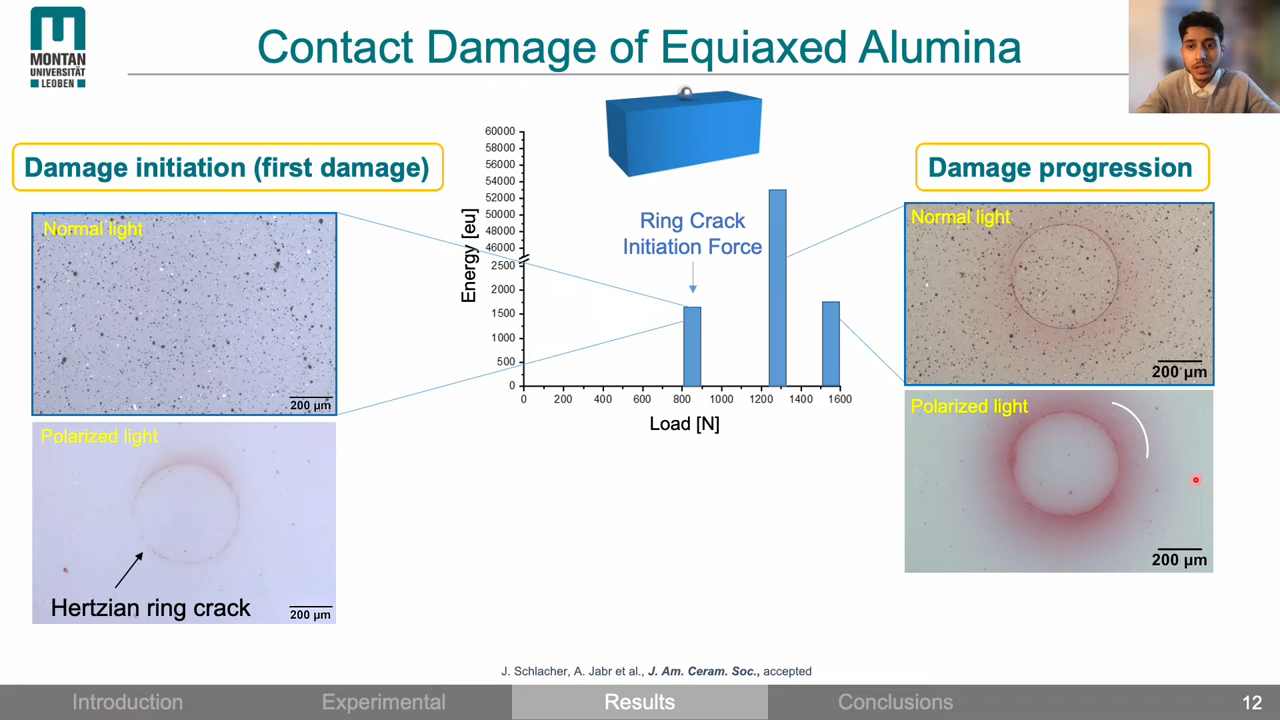 MONTAN
UNIVERSITÄT
LEOBEN
Contact Damage of Equiaxed Alumina
Damage initiation (first damage)
Normal light
200 µm
Polarized light
Hertzian ring crack
200 µm
Energy [eu]
60000
58000
56000
54000
52000
50000
48000
46000
2500
2000
1500
1000
500
0
Ring Crack
Initiation Force
0 200 400 600 800 1000 1200 1400 1600
Load [N]
Damage progression
Normal light
200 µm
Polarized light
200 µm
J. Schlacher, A. Jabr et al., J. Am. Ceram. Soc., accepted
Introduction Experimental Results Conclusions 12